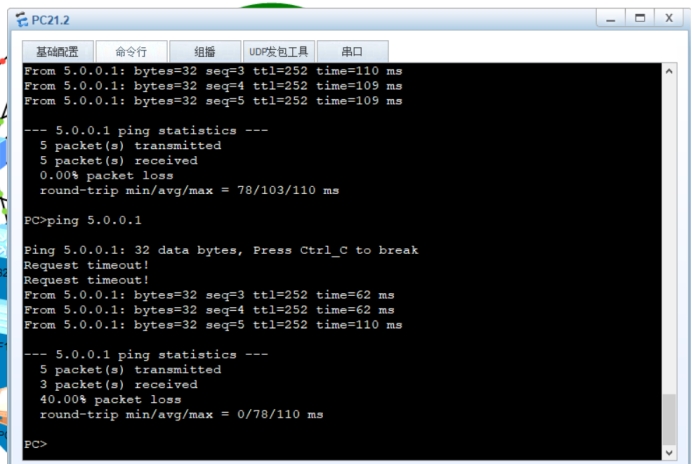 PC21.2
基础配置 命令行 组播 UDP发包工具 串口
From 5.0.0.1: bytes=32 seq=3 ttl=252 time=110 ms
From 5.0.0.1: bytes=32 seq=4 ttl=252 time=109 ms
From 5.0.0.1: bytes=32 seq=5 ttl=252 time=109 ms
--- 5.0.0.1 ping statistics ---
5 packet(s) transmitted
5 packet(s) received
0.00% packet loss
round-trip min/avg/max = 78/103/110 ms
PC>ping 5.0.0.1
Ping 5.0.0.1: 32 data bytes, Press Ctrl_C to break
Request timeout!
Request timeout!
From 5.0.0.1: bytes=32 seq=3 ttl=252 time=62 ms
From 5.0.0.1: bytes=32 seq=4 ttl=252 time=62 ms
From 5.0.0.1: bytes=32 seq=5 ttl=252 time=110 ms
--- 5.0.0.1 ping statistics ---
5 packet(s) transmitted
3 packet(s) received
40.00% packet loss
round-trip min/avg/max = 0/78/110 ms
PC>